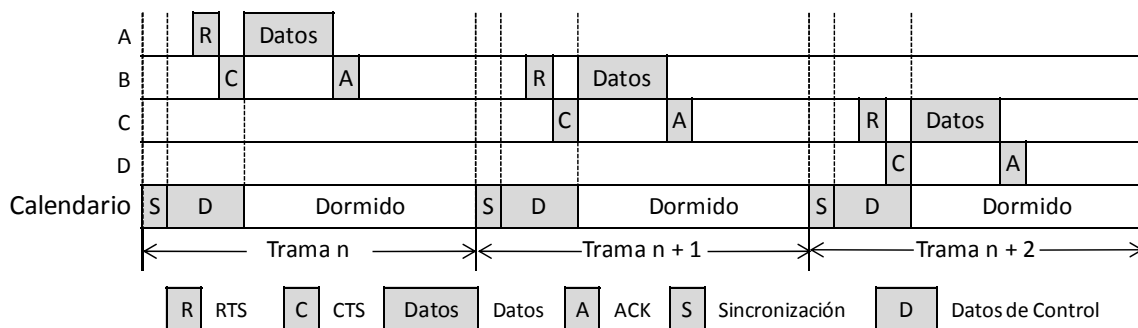 A R Datos
B C A R Datos
C C A R Datos
D C A
Calendario S D Dormido S D Dormido S D Dormido
Trama n Trama n + 1 Trama n + 2
R RTS C CTS Datos Datos A ACK S Sincronización D Datos de Control